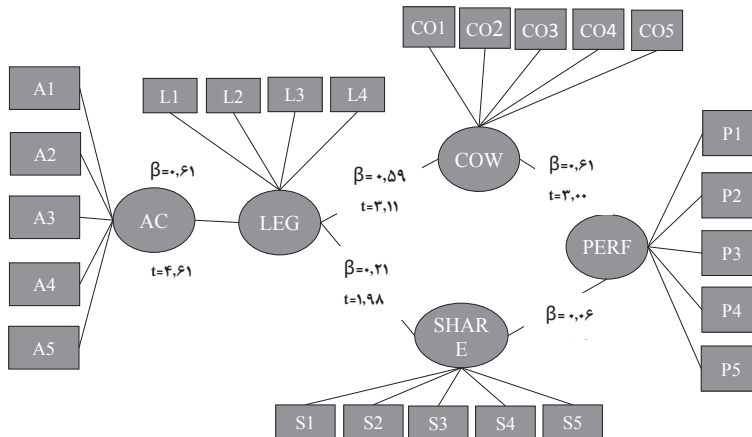 CO1
CO2
CO3
CO4
CO5
A1
A2
A3
A4
A5
L1
L2
L3
L4
β=۰,۶۱
AC
t=۴,۶۱
LEG
β=۰,۵۹
t=۳,۱۱
COW
β=۰,۶۱
t=۳,۰۰
β=۰,۲۱
t=۱,۹۸
SHAR
E
β=۰,۰۶
PERF
P1
P2
P3
P4
P5
S1
S2
S3
S4
S5